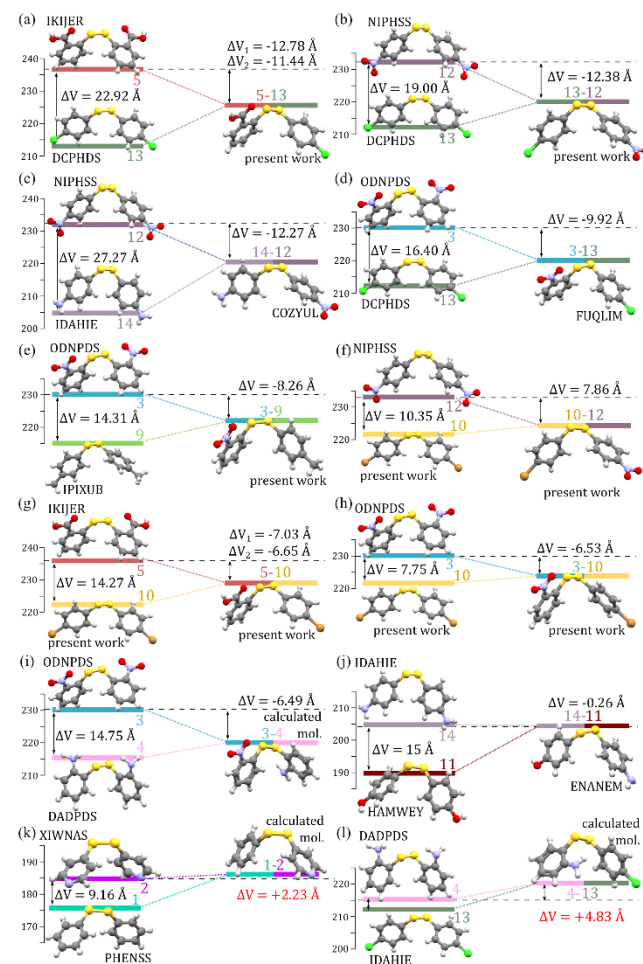 (a)
IKIJER
240
230
220
210
5
ΔV = 22.92 Å
DCPHDS
13
ΔV₁ = -12.78 Å
ΔV₂ = -11.44 Å
5-13
present work
(b)
NIPHSS
230
220
210
12
ΔV = 19.00 Å
DCPHDS
13
ΔV = -12.38 Å
13-12
present work
(c)
NIPHSS
240
230
220
210
200
12
ΔV = 27.27 Å
IDAHIE
14
ΔV = -12.27 Å
14-12
COZYUL
(d)
ODNPDS
230
220
210
3
ΔV = 16.40 Å
DCPHDS
13
ΔV = -9.92 Å
3-13
FUQLIM
(e)
ODNPDS
230
220
210
3
ΔV = 14.31 Å
9
IPIXUB
ΔV = -8.26 Å
3-9
present work
(f)
NIPHSS
230
220
12
ΔV = 10.35 Å
10
present work
ΔV = 7.86 Å
10-12
present work
(g)
IKIJER
240
230
220
5
ΔV = 14.27 Å
10
present work
ΔV₁ = -7.03 Å
ΔV₂ = -6.65 Å
5-10
present work
(h)
ODNPDS
230
220
3
ΔV = 7.75 Å
10
present work
ΔV = -6.53 Å
3-10
present work
(i)
ODNPDS
230
220
210
3
ΔV = 14.75 Å
4
DADPDS
ΔV = -6.49 Å
calculated
mol.
3-4
(j)
IDAHIE
210
200
190
14
ΔV = 15 Å
11
HAMWEY
ΔV = -0.26 Å
14-11
ENANEM
(k)
XIWNAS
195
185
175
165
2
ΔV = 9.16 Å
1
PHENSS
calculated
mol.
1-2
ΔV = +2.23 Å
(l)
DADPDS
220
210
200
4
13
IDAHIE
calculated
mol.
4-13
ΔV = +4.83 Å